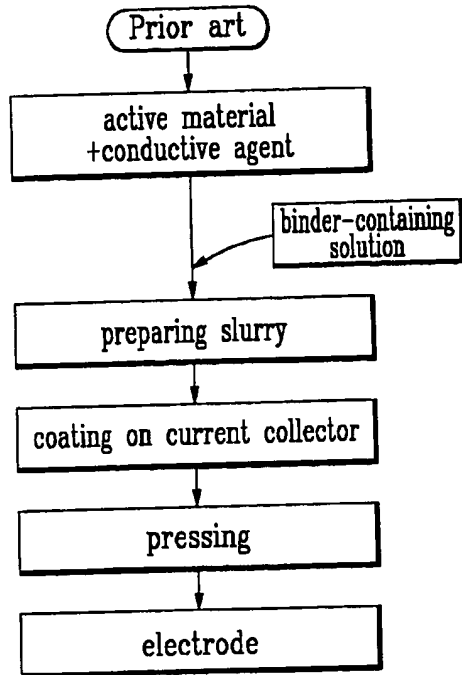 Prior art
active material
+conductive agent
binder-containing
solution
preparing slurry
coating on current collector
pressing
electrode